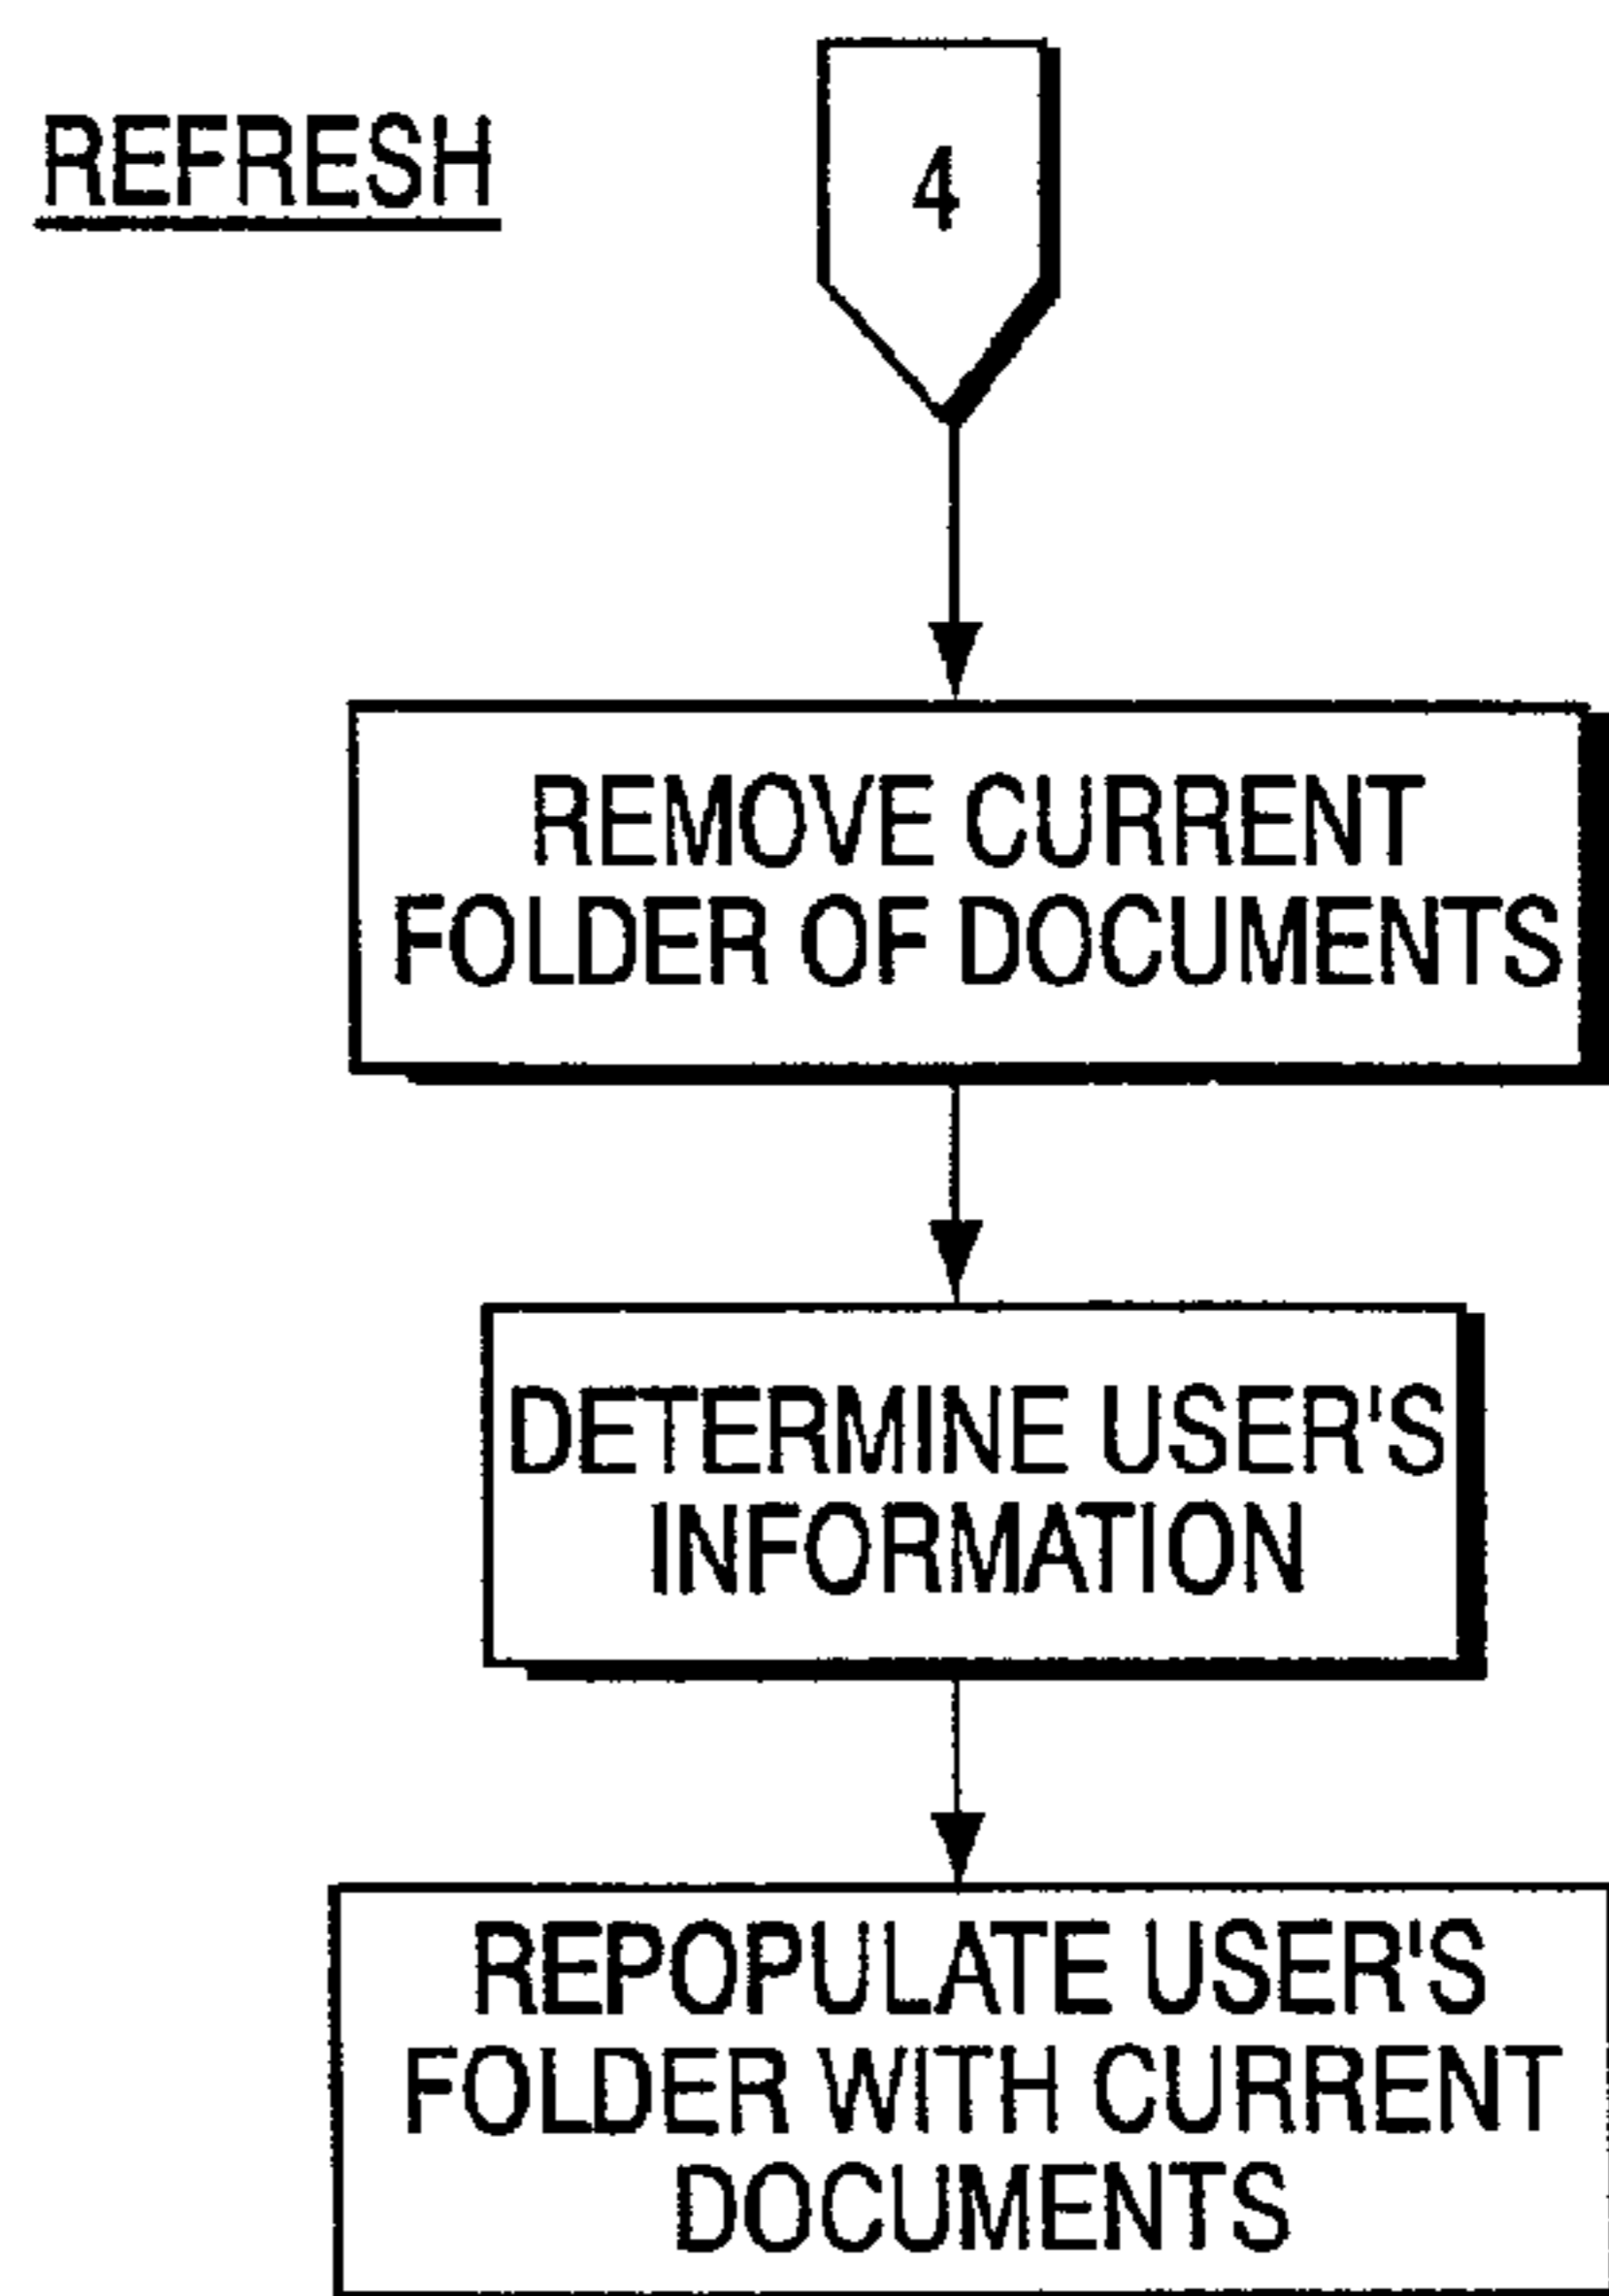 REFRESH
4
REMOVE CURRENT
FOLDER OF DOCUMENTS
DETERMINE USER'S
INFORMATION
REPOPULATE USER'S
FOLDER WITH CURRENT
DOCUMENTS